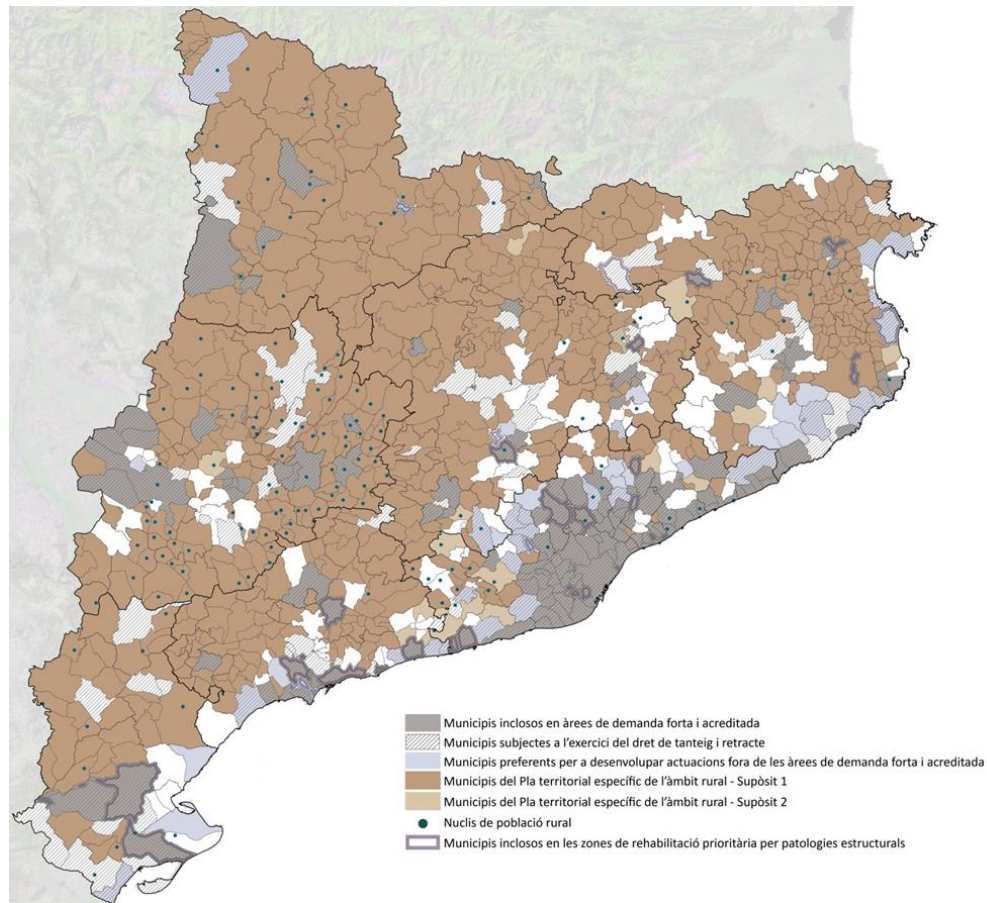 Municipis inclosos en àrees de demanda forta i acreditada
Municipis subjectes a l'exercici del dret de tanteig i retracte
Municipis preferents per a desenvolupar actuacions fora de les àrees de demanda forta i acreditada
Municipis del Pla territorial específic de l'àmbit rural - Supòsit 1
Municipis del Pla territorial específic de l'àmbit rural - Supòsit 2
Nuclis de població rural
Municipis inclosos en les zones de rehabilitació prioritària per patologies estructurals